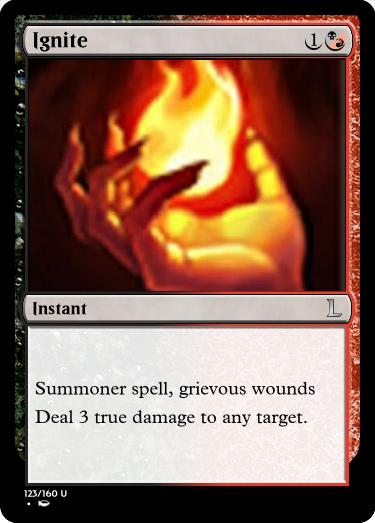 Ignite 1
Instant L
Summoner spell, grievous wounds
Deal 3 true damage to any target.
123/160 U